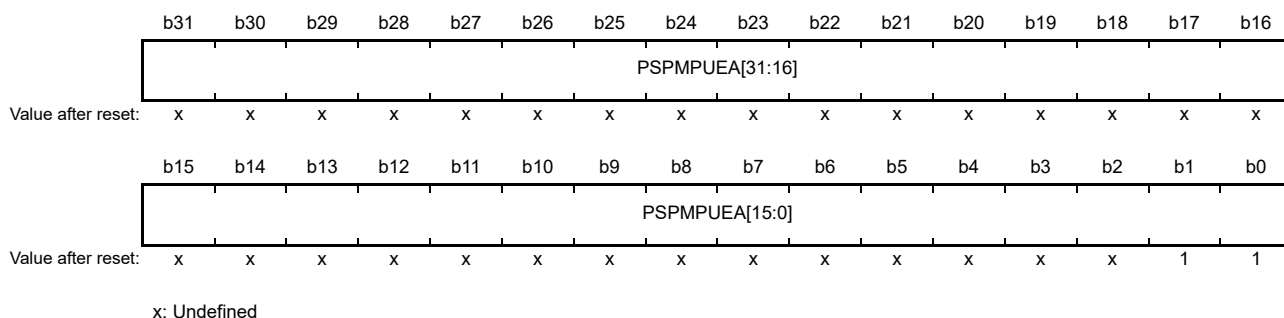 b31 b30 b29 b28 b27 b26 b25 b24 b23 b22 b21 b20 b19 b18 b17 b16
PSPMPUEA[31:16]
Value after reset: x x x x x x x x x x x x x x x x
b15 b14 b13 b12 b11 b10 b9 b8 b7 b6 b5 b4 b3 b2 b1 b0
PSPMPUEA[15:0]
Value after reset: x x x x x x x x x x x x x x 1 1
x: Undefined